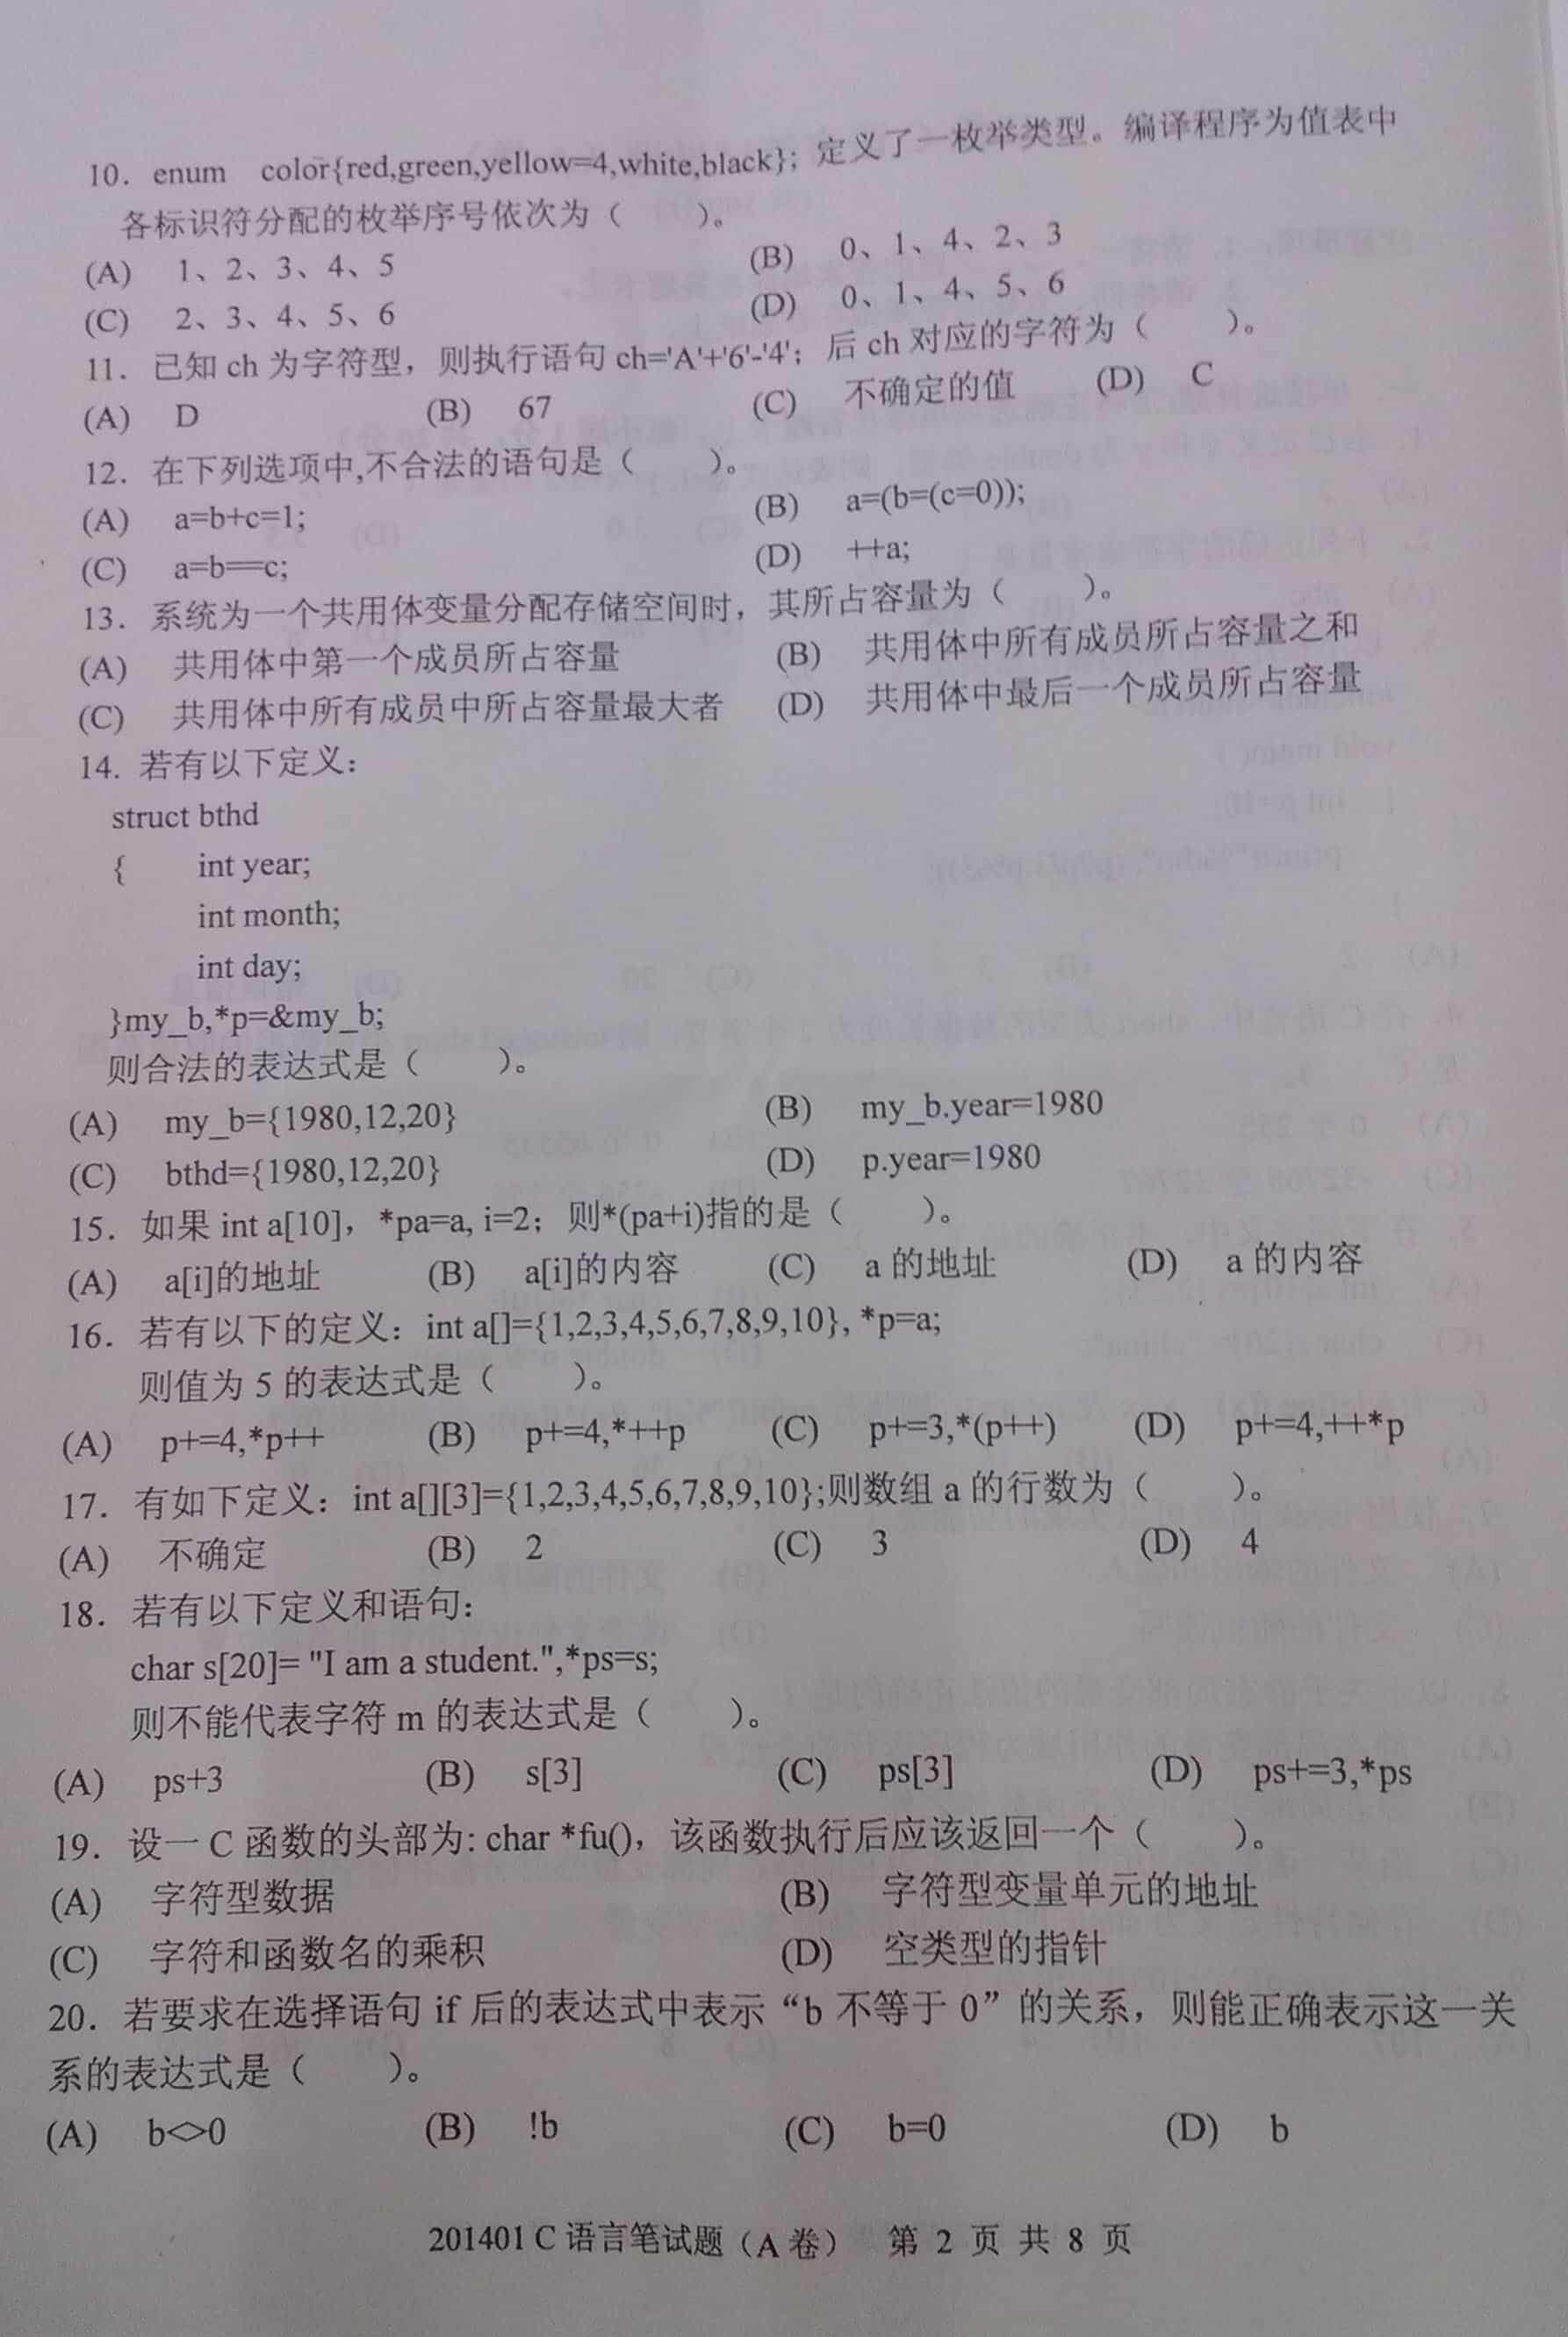 10. enum color{red,green,yellow=4,white,black}; 定义了一枚举类型。编译程序为值表中
各标识符分配的枚举序号依次为（ ）。
(A) 1、2、3、4、5 (B) 0、1、4、2、3
(C) 2、3、4、5、6 (D) 0、1、4、5、6
11. 已知 ch 为字符型，则执行语句 ch='A'+'6'-'4'; 后 ch 对应的字符为（ ）。
(A) D (B) 67 (C) 不确定的值 (D) C
12. 在下列选项中,不合法的语句是（ ）。
(A) a=b+c=1; (B) a=(b=(c=0));
(C) a=b==c; (D) ++a;
13. 系统为一个共用体变量分配存储空间时，其所占容量为（ ）。
(A) 共用体中第一个成员所占容量 (B) 共用体中所有成员所占容量之和
(C) 共用体中所有成员中所占容量最大者 (D) 共用体中最后一个成员所占容量
14. 若有以下定义：
struct bthd
{ int year;
int month;
int day;
}my_b,*p=&my_b;
则合法的表达式是（ ）。
(A) my_b={1980,12,20} (B) my_b.year=1980
(C) bthd={1980,12,20} (D) p.year=1980
15. 如果 int a[10]，*pa=a, i=2；则*(pa+i)指的是（ ）。
(A) a[i]的地址 (B) a[i]的内容 (C) a 的地址 (D) a 的内容
16. 若有以下的定义：int a[]={1,2,3,4,5,6,7,8,9,10}, *p=a;
则值为 5 的表达式是（ ）。
(A) p+=4,*p++ (B) p+=4,*++p (C) p+=3,*(p++) (D) p+=4,++*p
17. 有如下定义：int a[][3]={1,2,3,4,5,6,7,8,9,10};则数组 a 的行数为（ ）。
(A) 不确定 (B) 2 (C) 3 (D) 4
18. 若有以下定义和语句：
char s[20]= "I am a student.",*ps=s;
则不能代表字符 m 的表达式是（ ）。
(A) ps+3 (B) s[3] (C) ps[3] (D) ps+=3,*ps
19. 设一 C 函数的头部为: char *fu()，该函数执行后应该返回一个（ ）。
(A) 字符型数据 (B) 字符型变量单元的地址
(C) 字符和函数名的乘积 (D) 空类型的指针
20. 若要求在选择语句 if 后的表达式中表示“b 不等于 0”的关系，则能正确表示这一关
系的表达式是（ ）。
(A) b<>0 (B) !b (C) b=0 (D) b
201401 C 语言笔试题（A 卷） 第 2 页 共 8 页